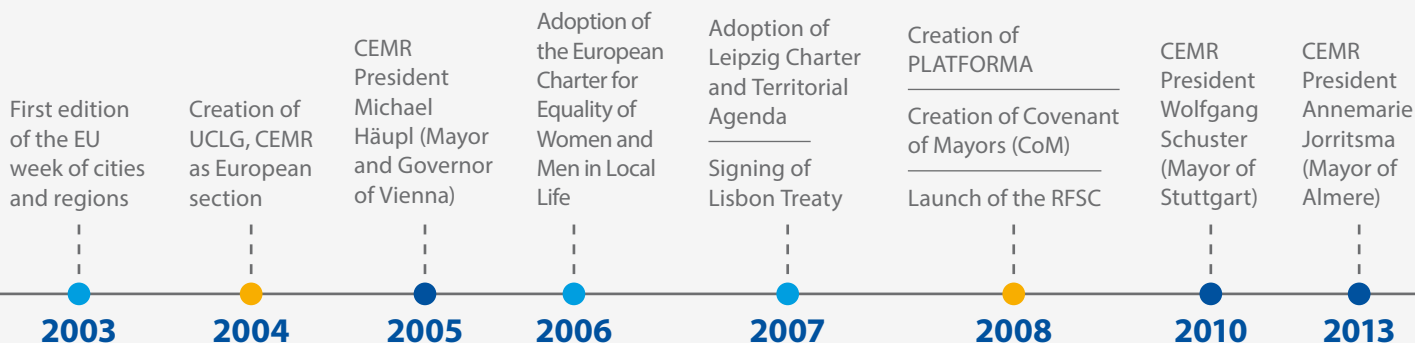 First edition
of the EU
week of cities
and regions
2003
Creation of
UCLG, CEMR
as European
section
2004
CEMR
President
Michael
Häupl (Mayor
and Governor
of Vienna)
2005
Adoption of
the European
Charter for
Equality of
Women and
Men in Local
Life
2006
Adoption of
Leipzig Charter
and Territorial
Agenda
Signing of
Lisbon Treaty
2007
Creation of
PLATFORMA
Creation of Covenant
of Mayors (CoM)
Launch of the RFSC
2008
CEMR
President
Wolfgang
Schuster
(Mayor of
Stuttgart)
2010
CEMR
President
Annemarie
Jorritsma
(Mayor of
Almere)
2013